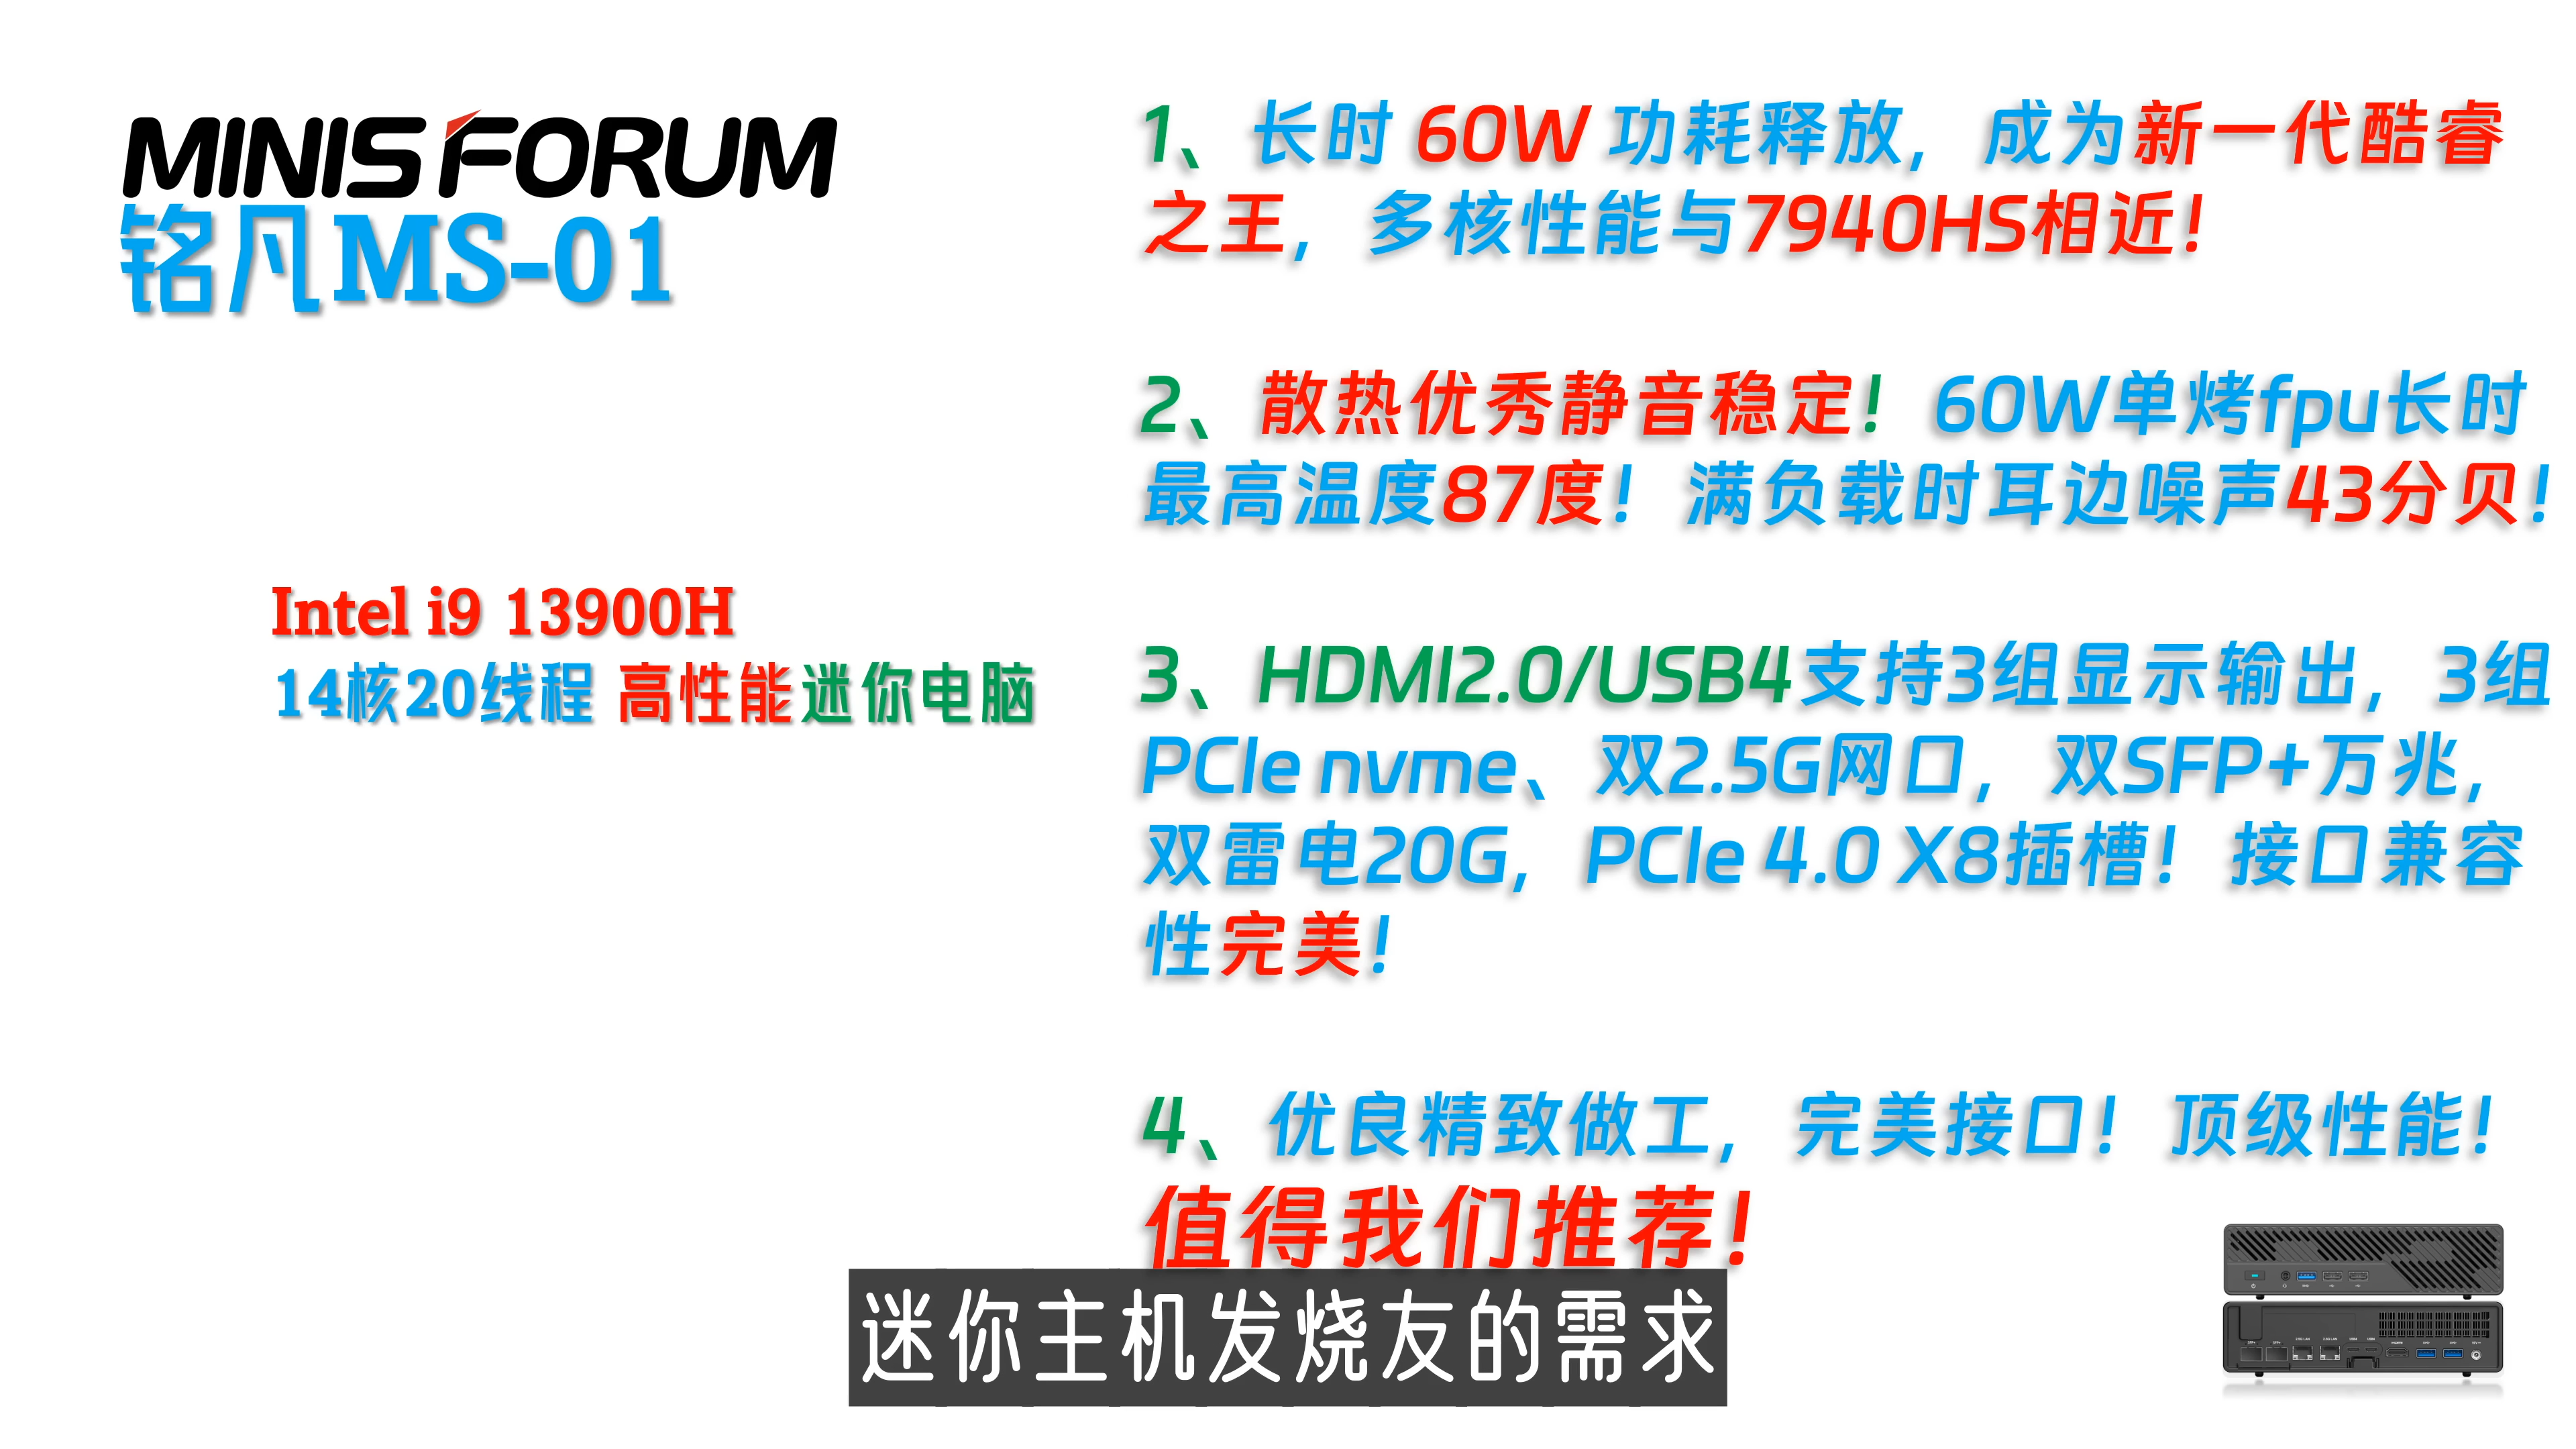 MINISFORUM
铭凡MS-01
Intel i9 13900H
14核20线程 高性能迷你电脑
1、长时 60W 功耗释放，成为新一代酷睿
之王，多核性能与7940HS相近！
2、散热优秀静音稳定！60W单烤fpu长时
最高温度87度！满负载时耳边噪声43分贝！
3、HDMI2.0/USB4支持3组显示输出，3组
PCIe nvme、双2.5G网口，双SFP+万兆，
双雷电20G，PCIe 4.0 X8插槽！接口兼容
性完美！
4、优良精致做工，完美接口！顶级性能！
值得我们推荐！
迷你主机发烧友的需求